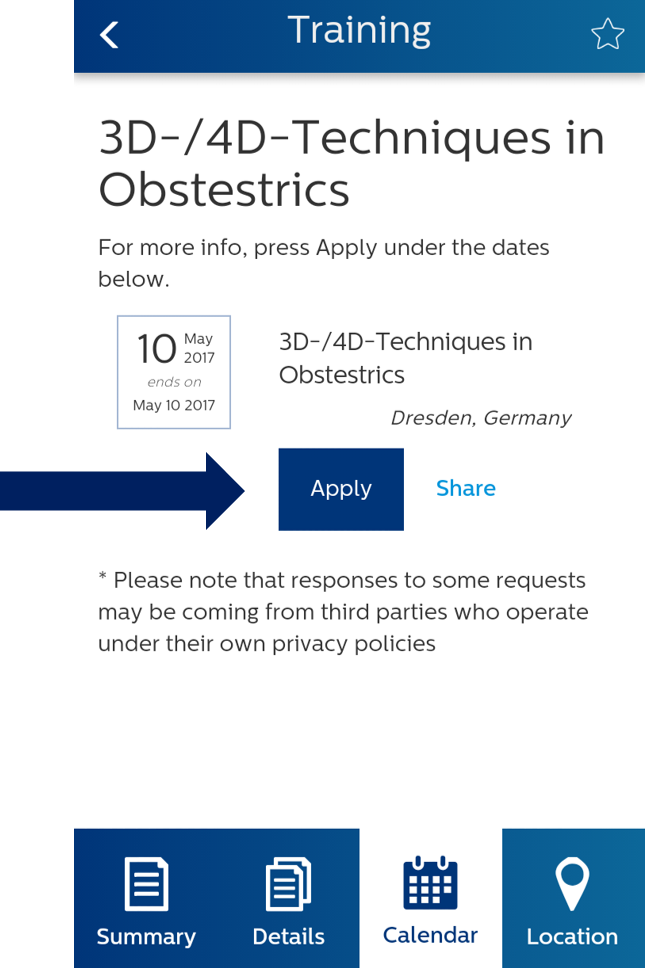 Training
3D-/4D-Techniques in
Obstestrics
For more info, press Apply under the dates
below.
10 May
2017
ends on
May 10 2017
3D-/4D-Techniques in
Obstestrics
Dresden, Germany
Apply
Share
* Please note that responses to some requests
may be coming from third parties who operate
under their own privacy policies
Summary
Details
Calendar
Location